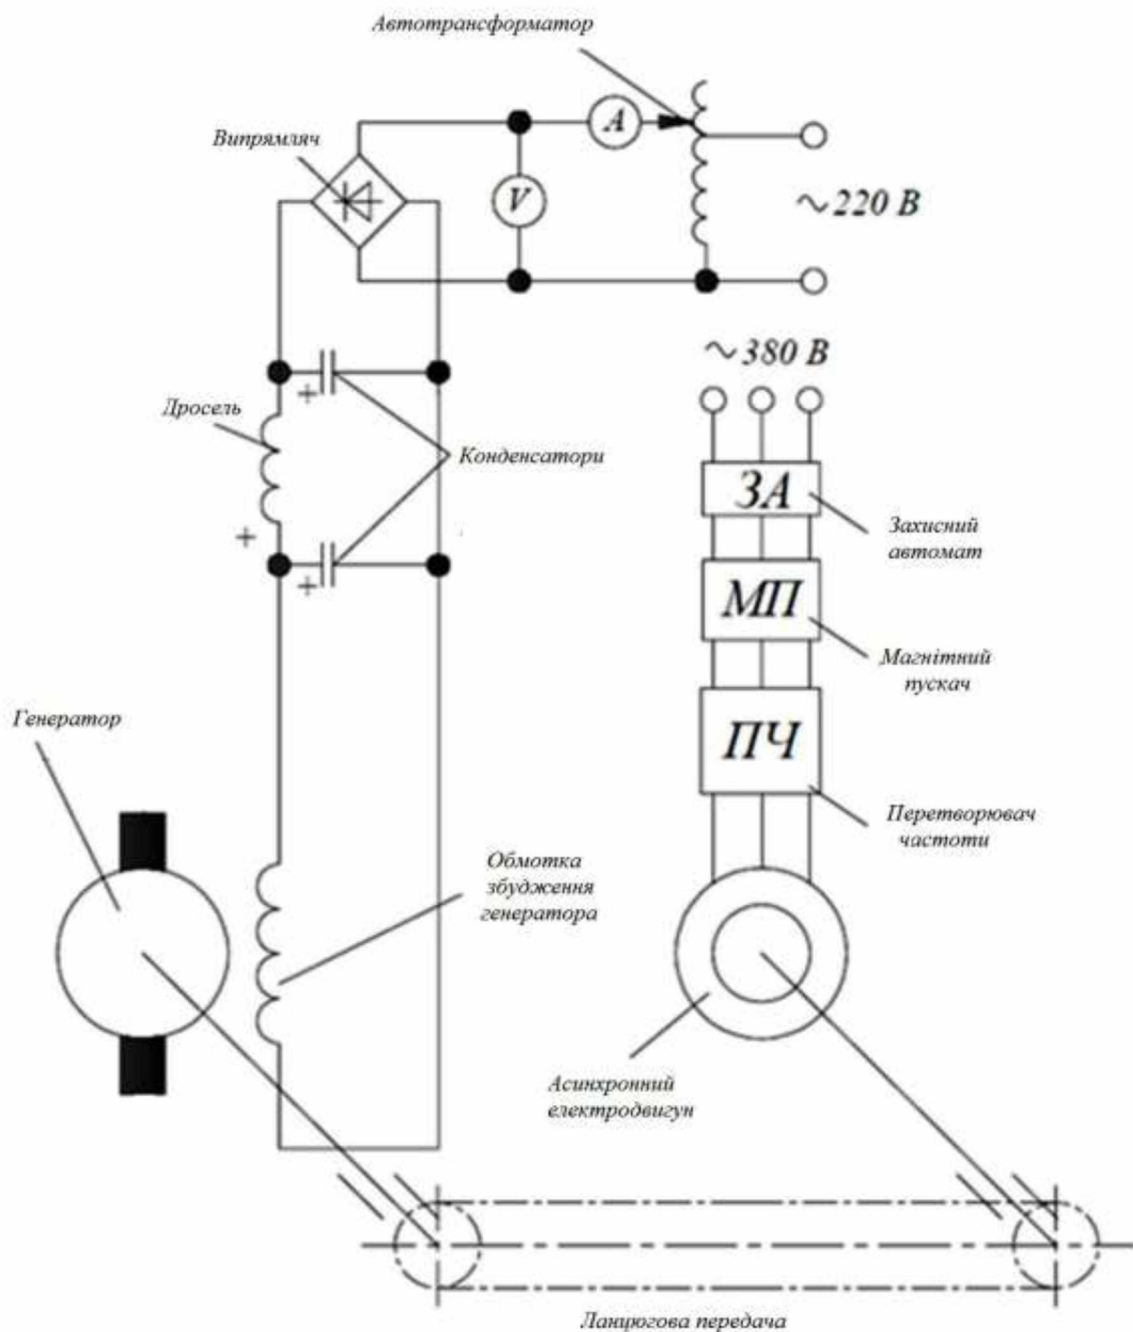 Автотрансформатор
A
Випрямляч
V
~220 В
~380 В
+
Дросель
Конденсатори
ЗА
Захисний
автомат
+
+
МП
Магнітний
пускач
Генератор
ПЧ
Перетворювач
частоти
Обмотка
збудження
генератора
Асинхронний
електродвигун
Ланцюгова передача